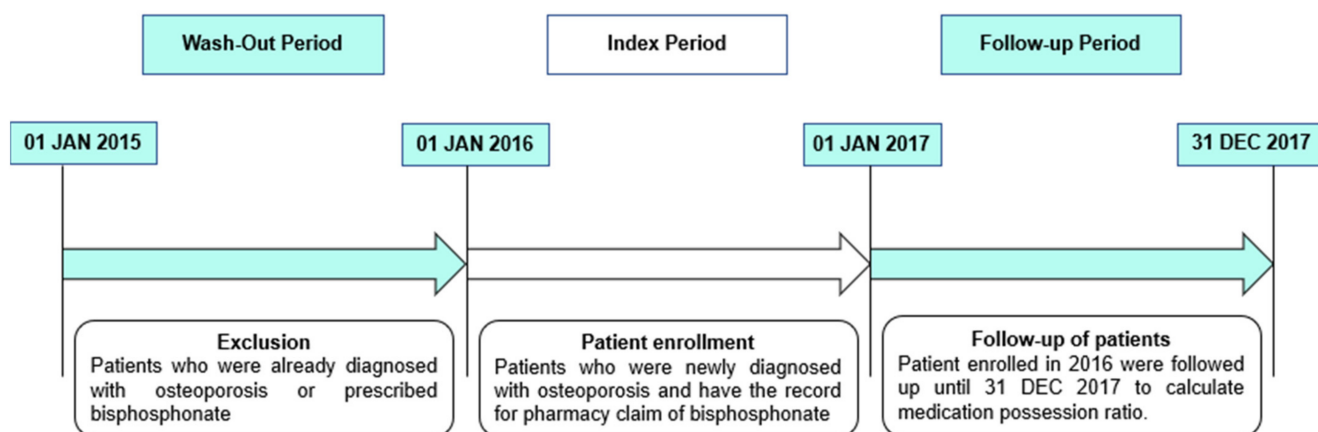 Wash-Out Period
Index Period
Follow-up Period
01 JAN 2015
01 JAN 2016
01 JAN 2017
31 DEC 2017
Exclusion
Patients who were already diagnosed
with osteoporosis or prescribed
bisphosphonate
Patient enrollment
Patients who were newly diagnosed
with osteoporosis and have the record
for pharmacy claim of bisphosphonate
Follow-up of patients
Patient enrolled in 2016 were followed
up until 31 DEC 2017 to calculate
medication possession ratio.